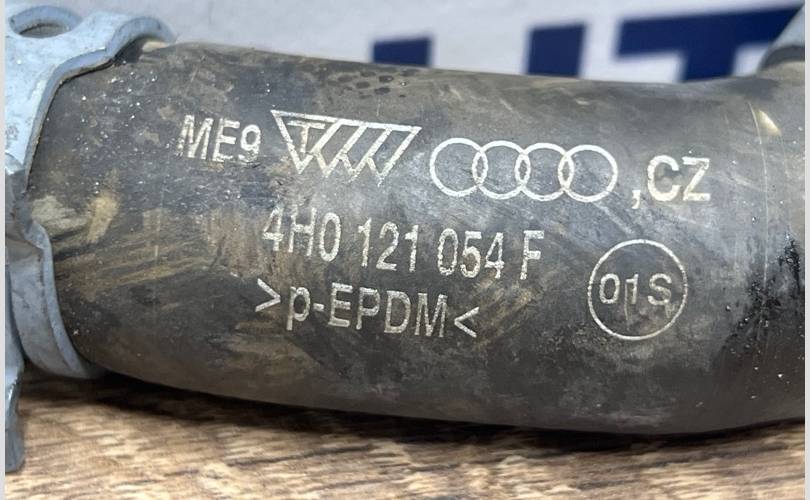 ME9 ,CZ
4H0 121 054 F
>p-EPDM<
01S